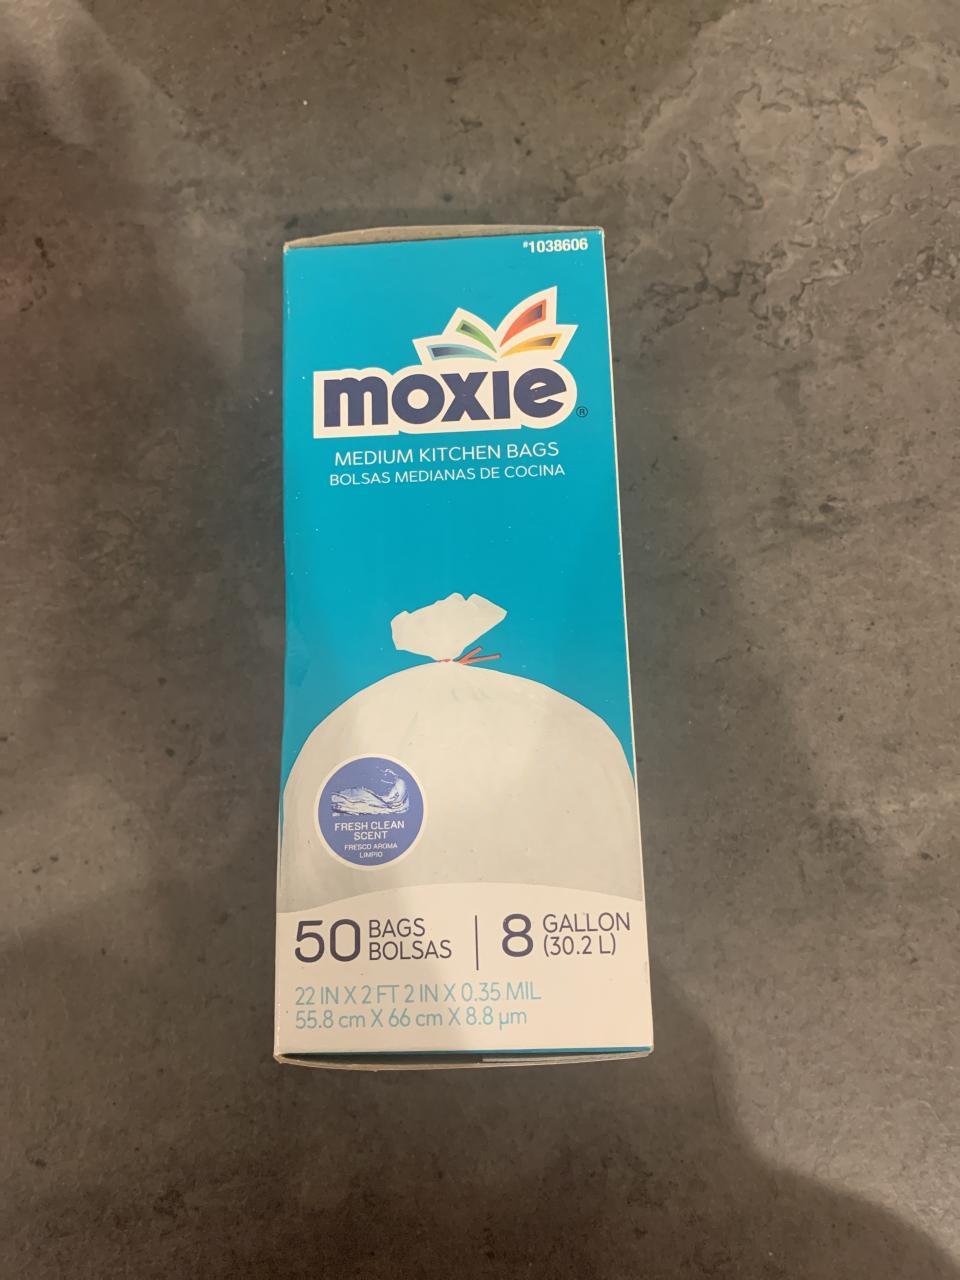 #1038606
moxie®
MEDIUM KITCHEN BAGS
BOLSAS MEDIANAS DE COCINA
FRESH CLEAN
SCENT
FRESCO AROMA
LIMPIO
50 BAGS
BOLSAS
8 GALLON
(30.2 L)
22 IN X 2 FT 2 IN X 0.35 MIL
55.8 cm X 66 cm X 8.8 µm